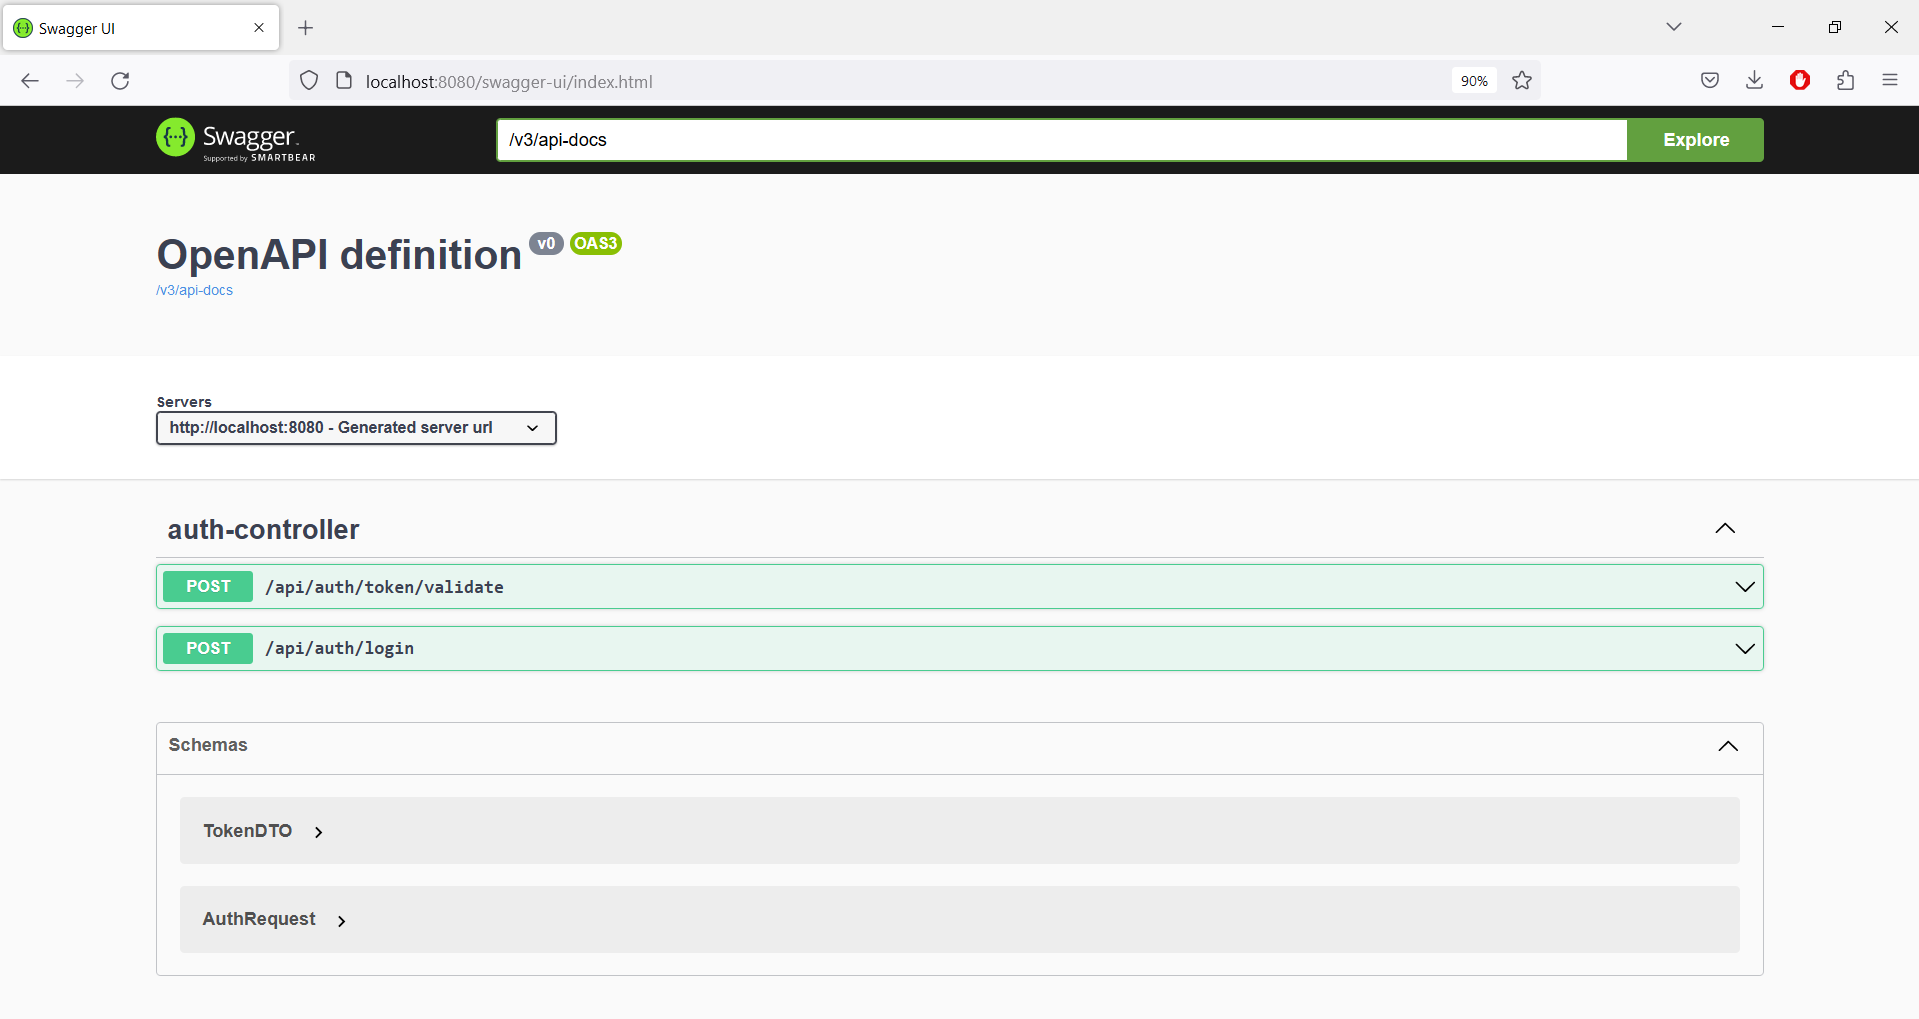 Swagger UI
localhost:8080/swagger-ui/index.html
90%
Swagger
Supported by SMARTBEAR
/v3/api-docs
Explore
OpenAPI definition v0 OAS3
/v3/api-docs
Servers
http://localhost:8080 - Generated server url
auth-controller
POST /api/auth/token/validate
POST /api/auth/login
Schemas
TokenDTO
AuthRequest